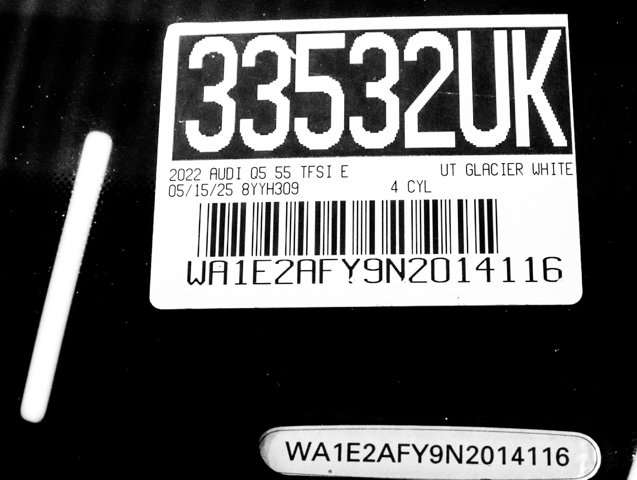 33532UK
2022 AUDI Q5 55 TFSI E UT GLACIER WHITE
05/15/25 8YYH309 4 CYL
WA1E2AFY9N2014116
WA1E2AFY9N2014116